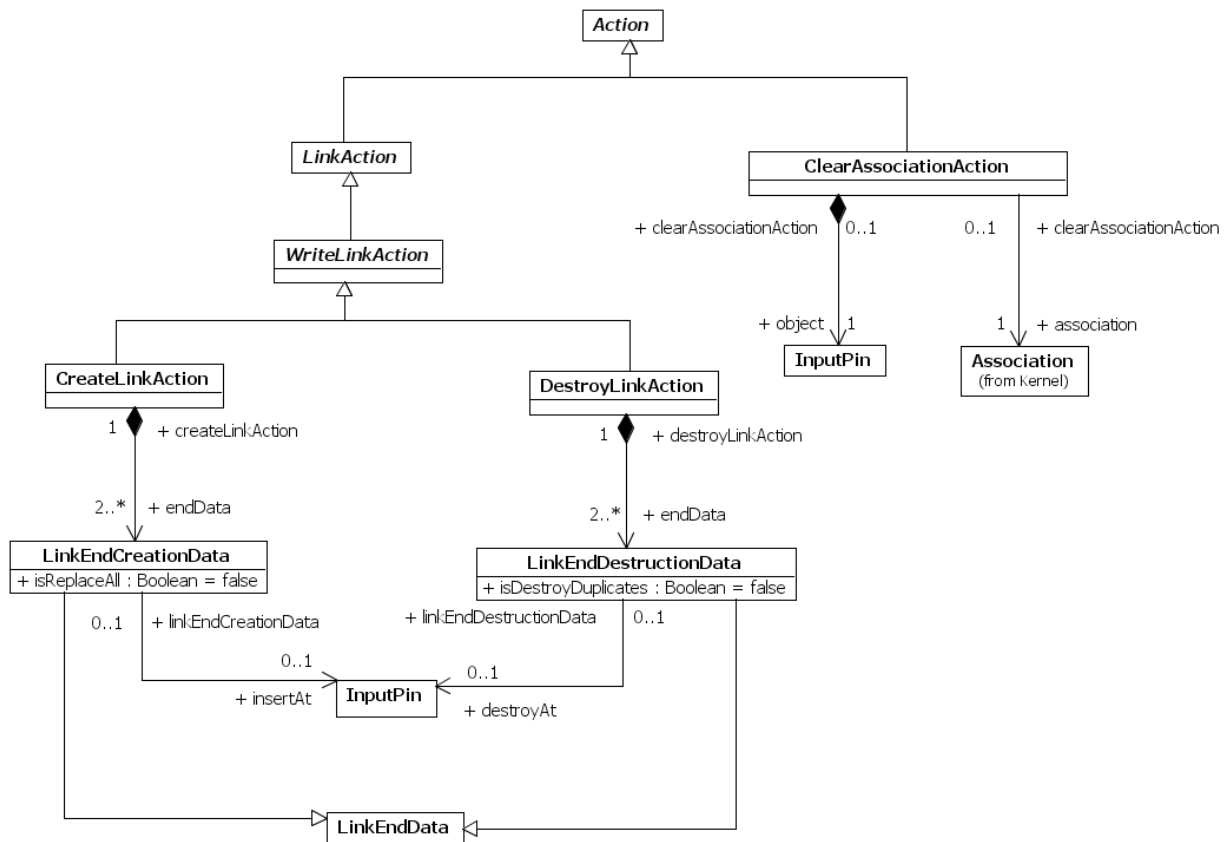 Action
LinkAction
ClearAssociationAction
+ clearAssociationAction
0..1
0..1
+ clearAssociationAction
WriteLinkAction
+ object
1
1
+ association
InputPin
Association
(from Kernel)
CreateLinkAction
DestroyLinkAction
1
+ createLinkAction
1
+ destroyLinkAction
2..*
+ endData
2..*
+ endData
LinkEndCreationData
+ isReplaceAll : Boolean = false
LinkEndDestructionData
+ isDestroyDuplicates : Boolean = false
0..1
+ linkEndCreationData
+ linkEndDestructionData
0..1
0..1
+ insertAt
InputPin
0..1
+ destroyAt
LinkEndData